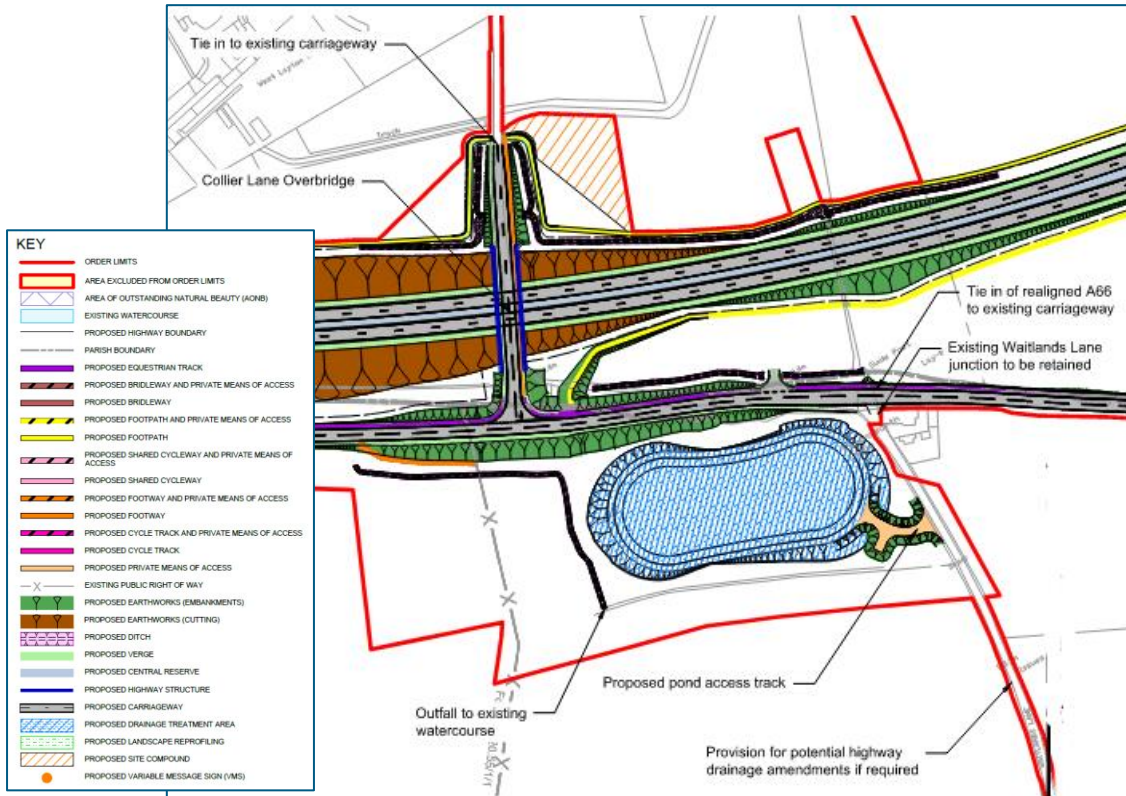 Tie in to existing carriageway
West Layton
Track
Collier Lane Overbridge
Tie in of realigned A66
to existing carriageway
Existing Waitlands Lane
junction to be retained
Guide Post
Proposed pond access track
Outfall to existing
watercourse
Provision for potential highway
drainage amendments if required
KEY
ORDER LIMITS
AREA EXCLUDED FROM ORDER LIMITS
AREA OF OUTSTANDING NATURAL BEAUTY (AONB)
EXISTING WATERCOURSE
PROPOSED HIGHWAY BOUNDARY
PARISH BOUNDARY
PROPOSED EQUESTRIAN TRACK
PROPOSED BRIDLEWAY AND PRIVATE MEANS OF ACCESS
PROPOSED BRIDLEWAY
PROPOSED FOOTPATH AND PRIVATE MEANS OF ACCESS
PROPOSED FOOTPATH
PROPOSED SHARED CYCLEWAY AND PRIVATE MEANS OF
ACCESS
PROPOSED SHARED CYCLEWAY
PROPOSED FOOTWAY AND PRIVATE MEANS OF ACCESS
PROPOSED FOOTWAY
PROPOSED CYCLE TRACK AND PRIVATE MEANS OF ACCESS
PROPOSED CYCLE TRACK
PROPOSED PRIVATE MEANS OF ACCESS
EXISTING PUBLIC RIGHT OF WAY
PROPOSED EARTHWORKS (EMBANKMENTS)
PROPOSED EARTHWORKS (CUTTING)
PROPOSED DITCH
PROPOSED VERGE
PROPOSED CENTRAL RESERVE
PROPOSED HIGHWAY STRUCTURE
PROPOSED CARRIAGEWAY
PROPOSED DRAINAGE TREATMENT AREA
PROPOSED LANDSCAPE REPROFILING
PROPOSED SITE COMPOUND
PROPOSED VARIABLE MESSAGE SIGN (VMS)